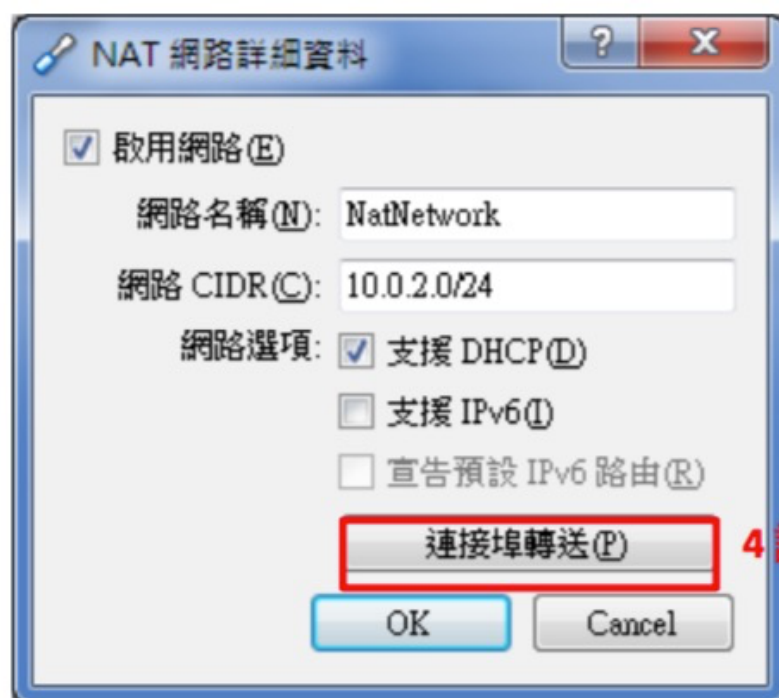 NAT 網路詳細資料
啟用網路(E)
網路名稱(N): NatNetwork
網路 CIDR(C): 10.0.2.0/24
網路選項: 支援 DHCP(D)
支援 IPv6(I)
宣告預設 IPv6 路由(R)
連接埠轉送(P) 4
OK Cancel